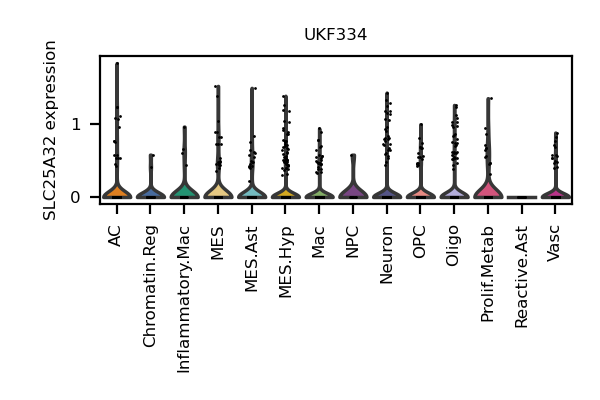 UKF334
SLC25A32 expression
1
0
AC
Chromatin.Reg
Inflammatory.Mac
MES
MES.Ast
MES.Hyp
Mac
NPC
Neuron
OPC
Oligo
Prolif.Metab
Reactive.Ast
Vasc